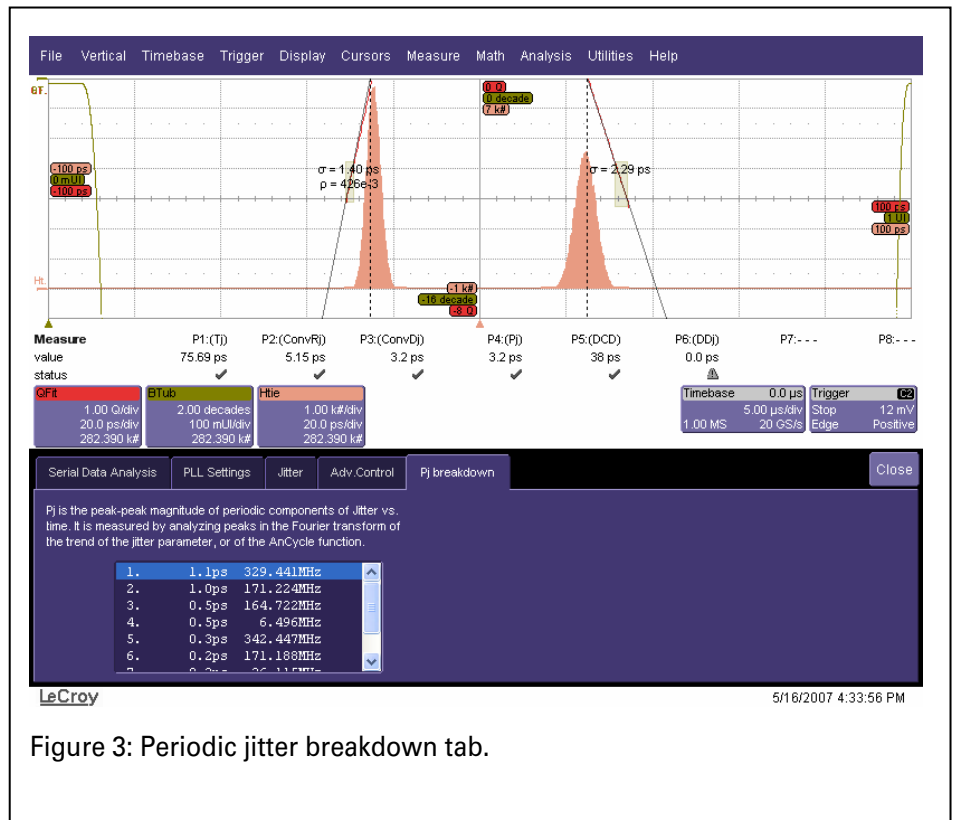 File Vertical Timebase Trigger Display Cursors Measure Math Analysis Utilities Help
0 Q
0 decade
7 k#
-100 ps
0 mUI
-100 ps
σ = 1.40 ps
ρ = 426e-3
σ = 2.29 ps
100 ps
1 UI
100 ps
Ht.
-1 k#
-16 decade
-8 Q
Measure P1:(Tj) P2:(ConvRj) P3:(ConvDj) P4:(Pj) P5:(DCD) P6:(DDj) P7:- - - P8:- - -
value 75.69 ps 5.15 ps 3.2 ps 3.2 ps 38 ps 0.0 ps
status
QFit BTub Htie Timebase 0.0 µs Trigger C2
1.00 Q/div 2.00 decades 1.00 k#/div 5.00 µs/div Stop 12 mV
20.0 ps/div 100 mUI/div 20.0 ps/div 1.00 MS 20 GS/s Edge Positive
282.390 k# 282.390 k# 282.390 k#
Serial Data Analysis PLL Settings Jitter Adv.Control Pj breakdown Close
Pj is the peak-peak magnitude of periodic components of Jitter vs.
time. It is measured by analyzing peaks in the Fourier transform of
the trend of the jitter parameter, or of the AnCycle function.
1. 1.1ps 329.441MHz
2. 1.0ps 171.224MHz
3. 0.5ps 164.722MHz
4. 0.5ps 6.496MHz
5. 0.3ps 342.447MHz
6. 0.2ps 171.188MHz
LeCroy 5/16/2007 4:33:56 PM
Figure 3: Periodic jitter breakdown tab.